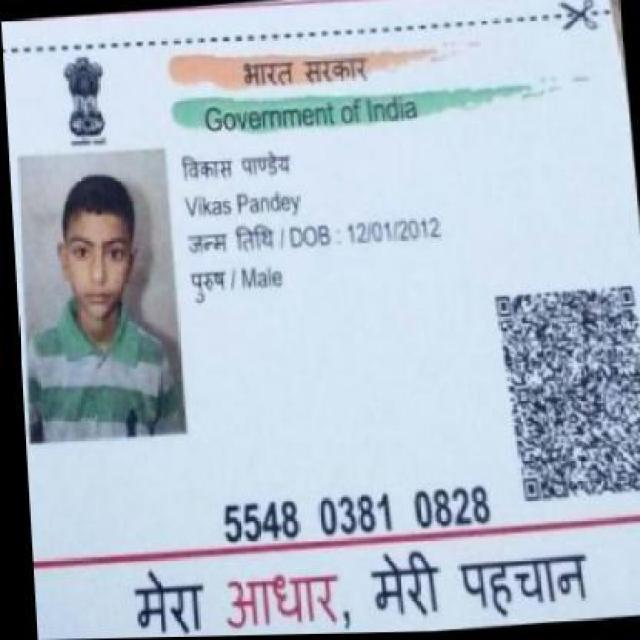 भारत सरकार
Government of India
विकास पाण्डेय
Vikas Pandey
जन्म तिथि / DOB : 12/01/2012
पुरुष / Male
5548 0381 0828
मेरा आधार, मेरी पहचान